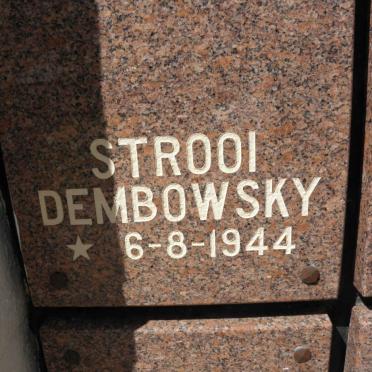 STROOI
DEMBOWSKY
★ 6-8-1944